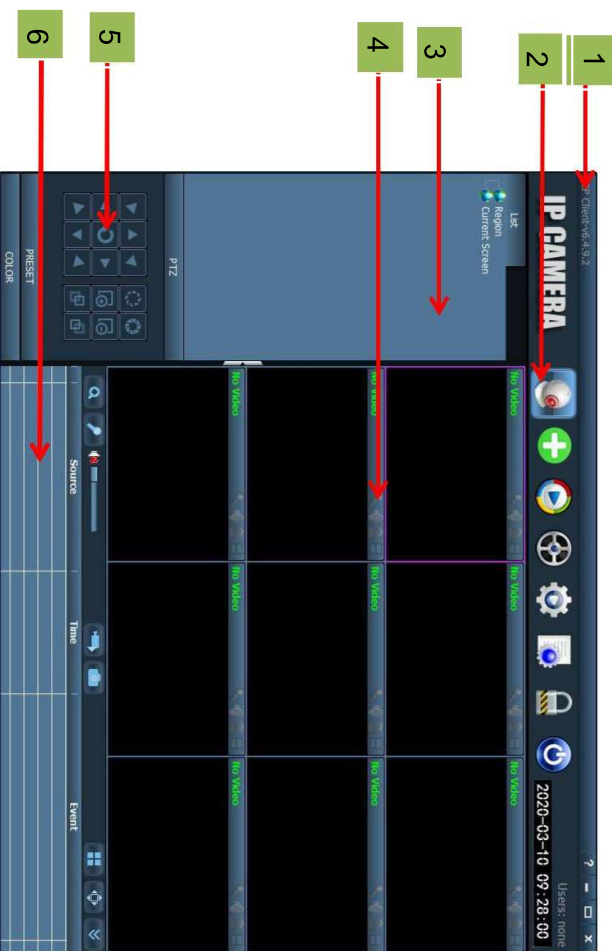 1
2
3
4
5
6
IP Client-v6.4.9.2
? - □ x
IP CAMERA
Users: none
2020-03-10 09:28:00
List
Region
Current Screen
No Video
No Video
No Video
No Video
No Video
No Video
No Video
No Video
No Video
PTZ
PRESET
COLOR
Source
Time
Event